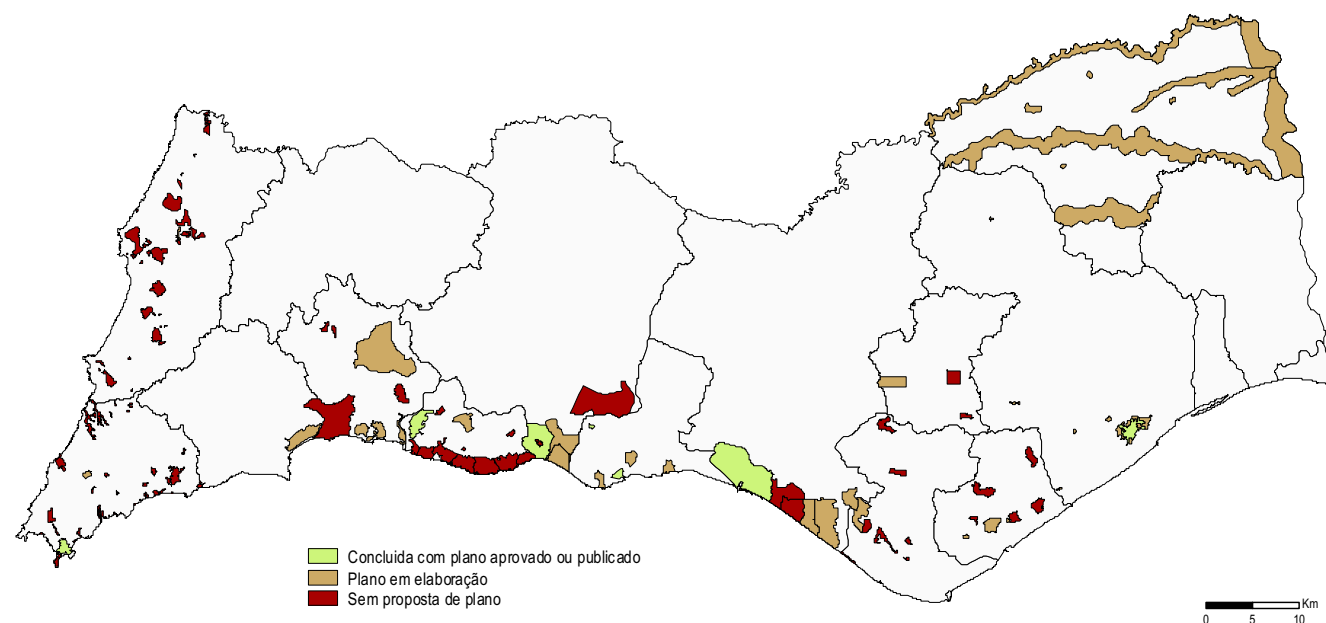 Concluida com plano aprovado ou publicado
Plano em elaboração
Sem proposta de plano
Km
0 5 10